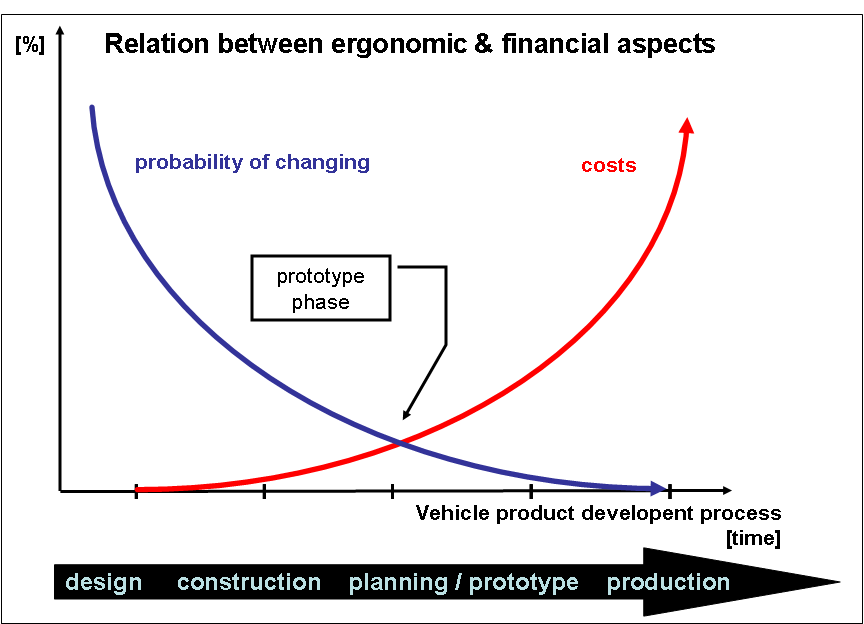 [%]
Relation between ergonomic & financial aspects
probability of changing
costs
prototype
phase
Vehicle product developent process
[time]
design construction planning / prototype production